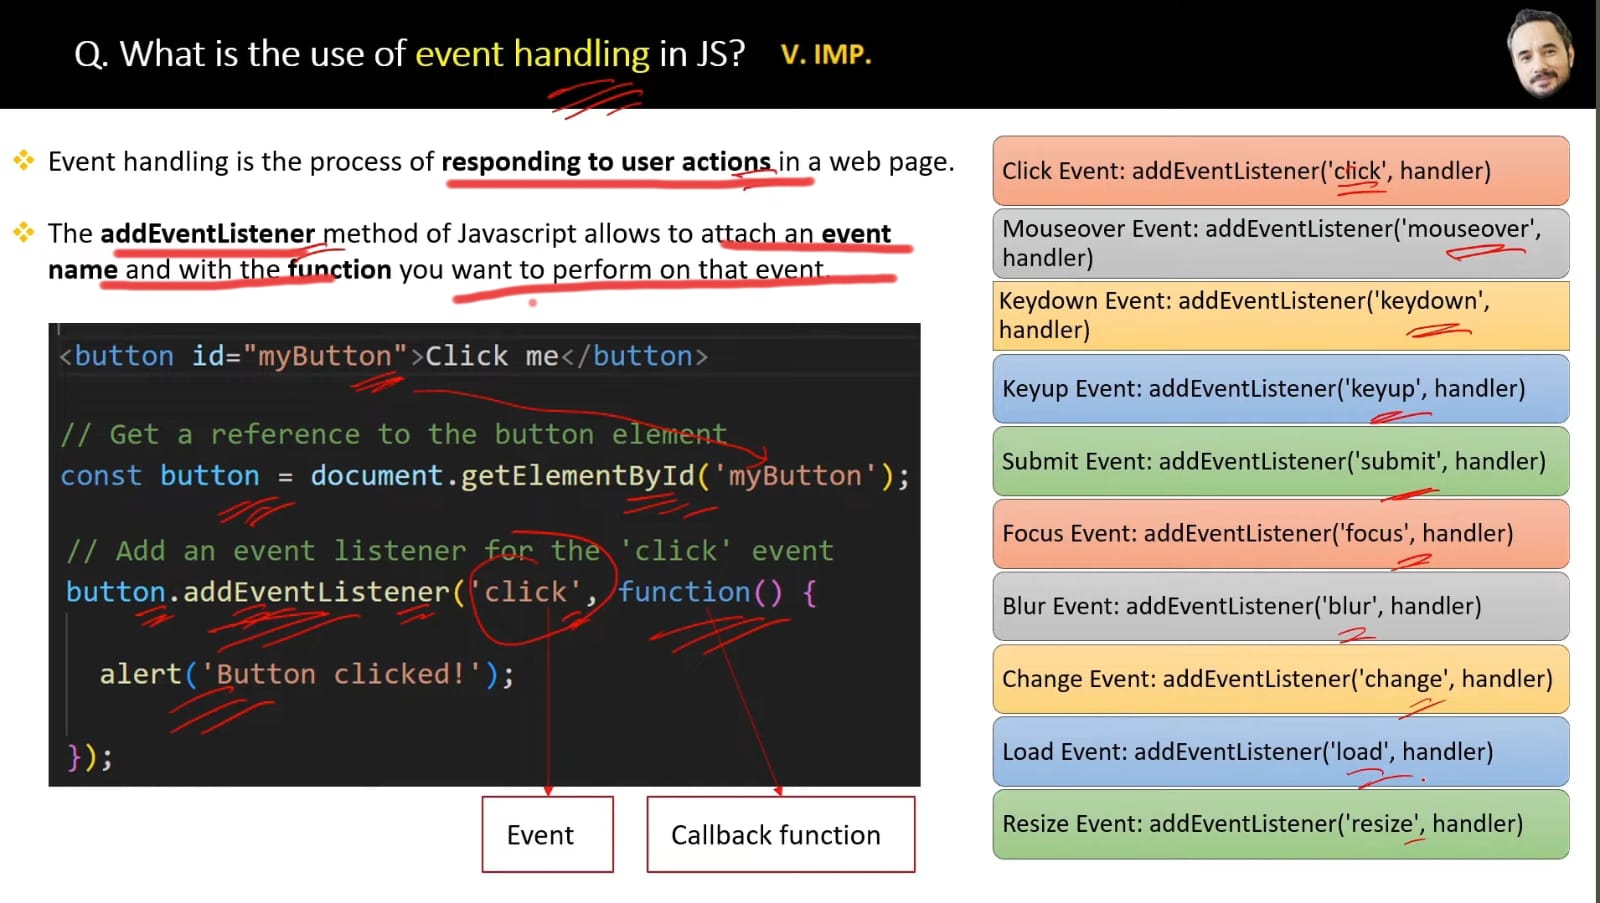 Q. What is the use of event handling in JS? V. IMP.
Event handling is the process of responding to user actions in a web page.
The addEventListener method of Javascript allows to attach an event
name and with the function you want to perform on that event.
<button id="myButton">Click me</button>
// Get a reference to the button element
const button = document.getElementById('myButton');
// Add an event listener for the 'click' event
button.addEventListener('click', function() {
alert('Button clicked!');
});
Event
Callback function
Click Event: addEventListener('click', handler)
Mouseover Event: addEventListener('mouseover',
handler)
Keydown Event: addEventListener('keydown',
handler)
Keyup Event: addEventListener('keyup', handler)
Submit Event: addEventListener('submit', handler)
Focus Event: addEventListener('focus', handler)
Blur Event: addEventListener('blur', handler)
Change Event: addEventListener('change', handler)
Load Event: addEventListener('load', handler)
Resize Event: addEventListener('resize', handler)